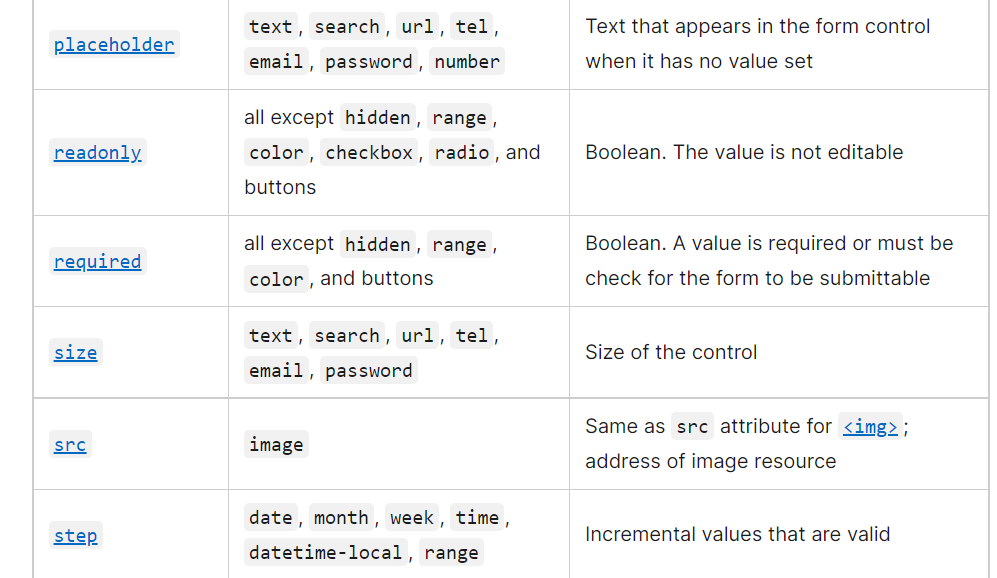 placeholder
text, search, url, tel,
email, password, number
Text that appears in the form control
when it has no value set
readonly
all except hidden, range,
color, checkbox, radio, and
buttons
Boolean. The value is not editable
required
all except hidden, range,
color, and buttons
Boolean. A value is required or must be
check for the form to be submittable
size
text, search, url, tel,
email, password
Size of the control
src
image
Same as src attribute for <img>;
address of image resource
step
date, month, week, time,
datetime-local, range
Incremental values that are valid